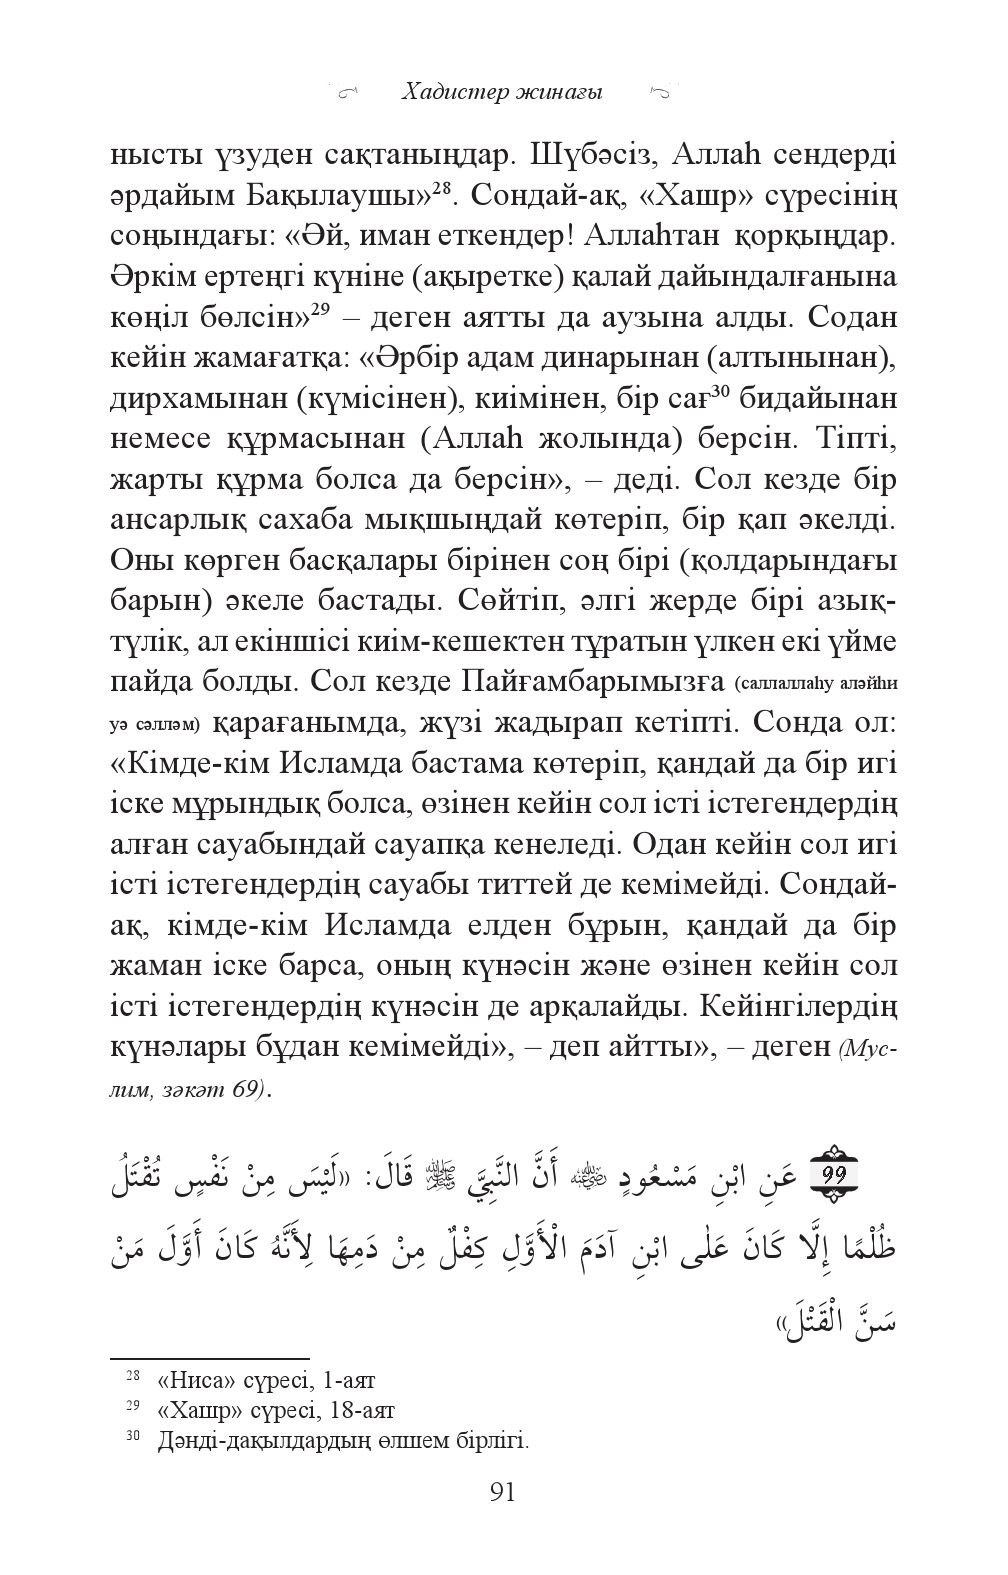 Хадистер жинағы
нысты үзуден сақтаныңдар. Шүбәсіз, Аллаһ сендерді
әрдайым Бақылаушы»²⁸. Сондай-ақ, «Хашр» сүресінің
соңындағы: «Әй, иман еткендер! Аллаһтан қорқыңдар.
Әркім ертеңгі күніне (ақыретке) қалай дайындалғанына
көңіл бөлсін»²⁹ – деген аятты да аузына алды. Содан
кейін жамағатқа: «Әрбір адам динарынан (алтынынан),
дирхамынан (күмісінен), киімінен, бір сағ³⁰ бидайынан
немесе құрмасынан (Аллаһ жолында) берсін. Тіпті,
жарты құрма болса да берсін», – деді. Сол кезде бір
ансарлық сахаба мықшыңдай көтеріп, бір қап әкелді.
Оны көрген басқалары бірінен соң бірі (қолдарындағы
барын) әкеле бастады. Сөйтіп, әлгі жерде бірі азық-
түлік, ал екіншісі киім-кешектен тұратын үлкен екі үйме
пайда болды. Сол кезде Пайғамбарымызға (саллаллаһу аләйһи
уә сәлләм) қарағанымда, жүзі жадырап кетіпті. Сонда ол:
«Кімде-кім Исламда бастама көтеріп, қандай да бір игі
іске мұрындық болса, өзінен кейін сол істі істегендердің
алған сауабындай сауапқа кенеледі. Одан кейін сол игі
істі істегендердің сауабы титтей де кемімейді. Сондай-
ақ, кімде-кім Исламда елден бұрын, қандай да бір
жаман іске барса, оның күнәсін және өзінен кейін сол
істі істегендердің күнәсін де арқалайды. Кейінгілердің
күнәлары бұдан кемімейді», – деп айтты», – деген (Мус-
лим, зәкәт 69).
99 عَنِ ابْنِ مَسْعُودٍ ﵁ أَنَّ النَّبِيَّ ﷺ قَالَ: «لَيْسَ مِنْ نَفْسٍ تُقْتَلُ
ظُلْمًا إِلَّا كَانَ عَلَى ابْنِ آدَمَ الْأَوَّلِ كِفْلٌ مِنْ دَمِهَا لِأَنَّهُ كَانَ أَوَّلَ مَنْ
سَنَّ الْقَتْلَ»
28 «Ниса» сүресі, 1-аят
29 «Хашр» сүресі, 18-аят
30 Дәнді-дақылдардың өлшем бірлігі.
91